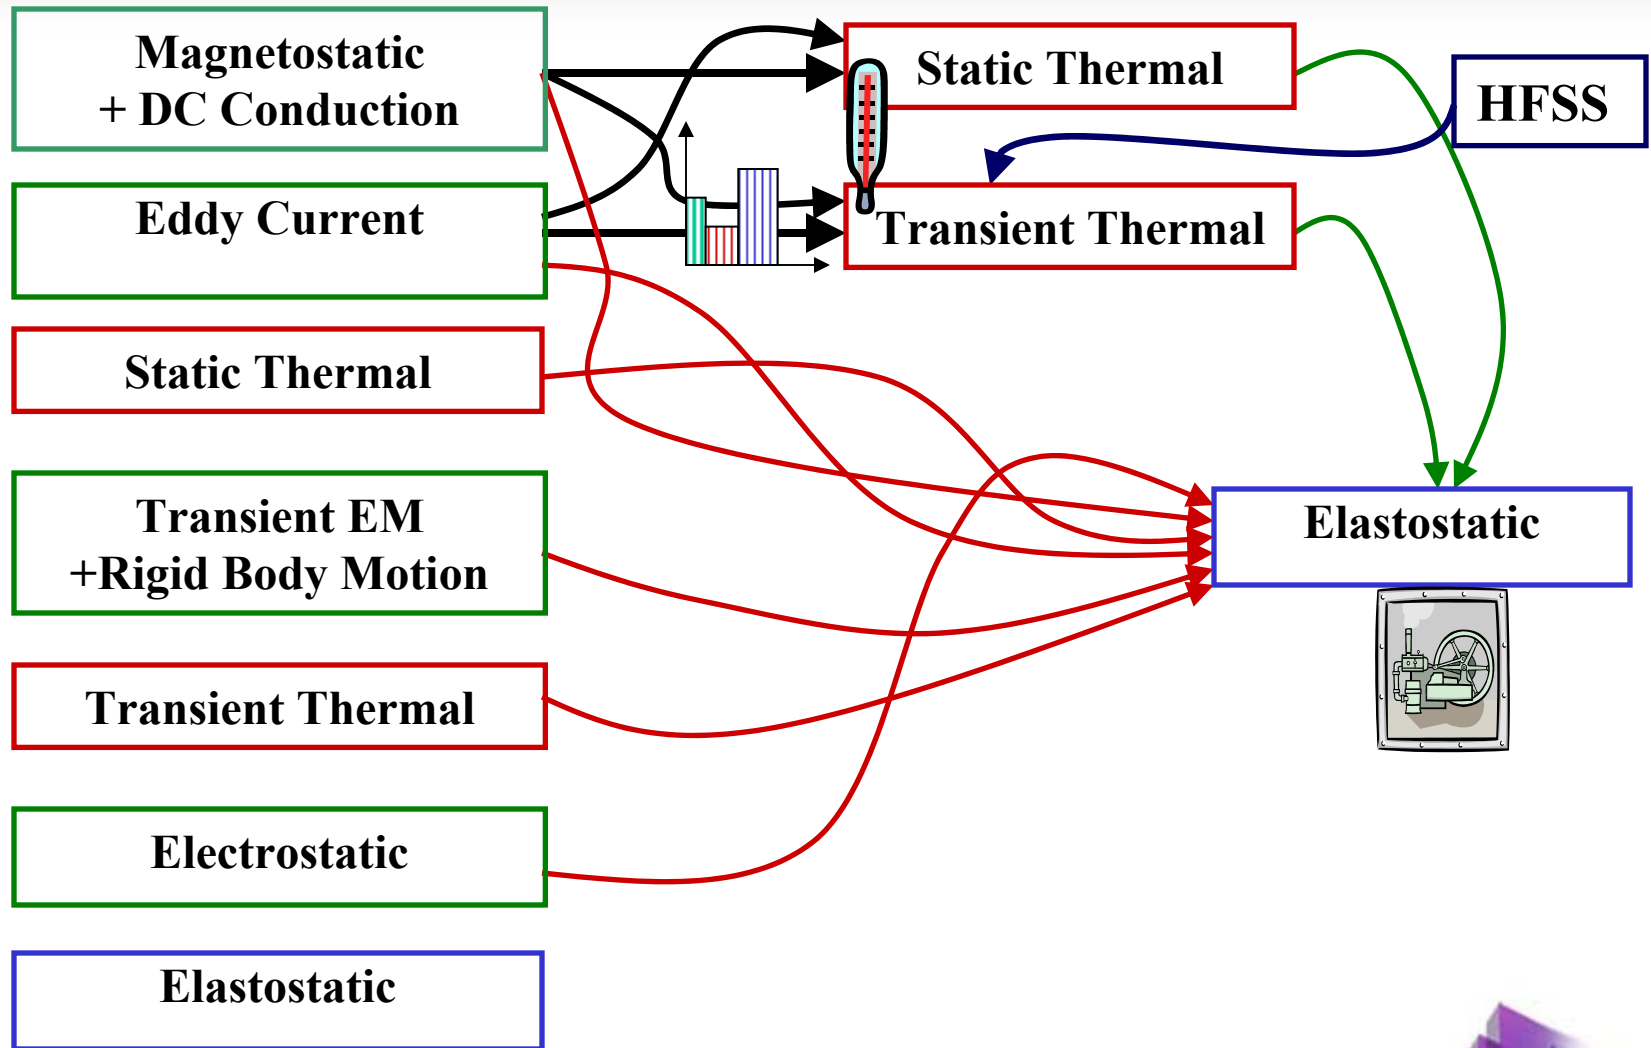 Magnetostatic
+ DC Conduction
Static Thermal
HFSS
Eddy Current
Transient Thermal
Static Thermal
Transient EM
+Rigid Body Motion
Elastostatic
Transient Thermal
Electrostatic
Elastostatic